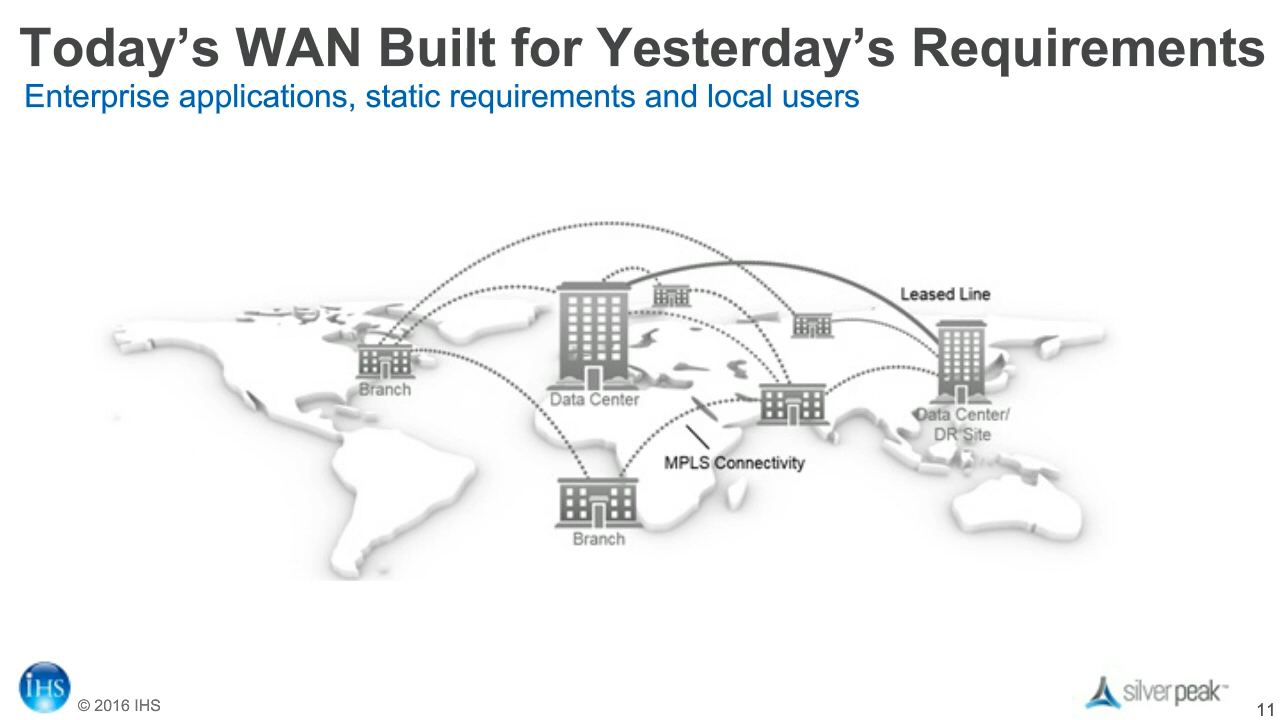 Today’s WAN Built for Yesterday’s Requirements
Enterprise applications, static requirements and local users
Leased Line
Branch
Data Center
Data Center/
DR Site
MPLS Connectivity
Branch
iHS
© 2016 IHS
silver peak™
11